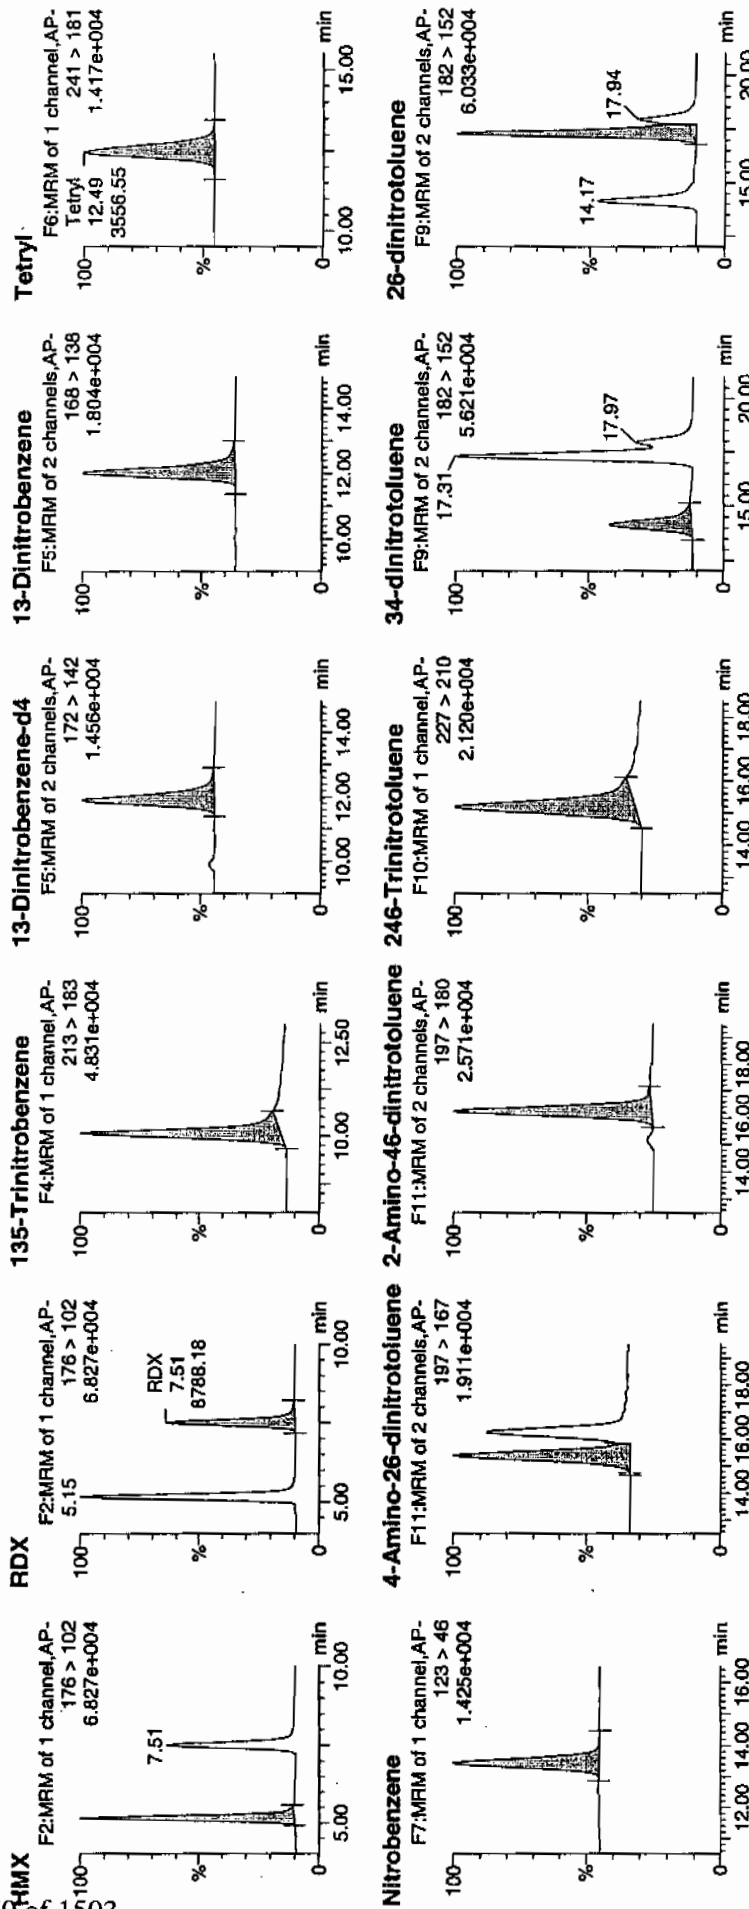 HMX
F2:MRM of 1 channel,AP-
176 > 102
6.827e+004
100
7.51
%
0
5.00
10.00
min
RDX
F2:MRM of 1 channel,AP-
176 > 102
6.827e+004
100
5.15
RDX
7.51
8788.18
%
0
5.00
10.00
min
135-Trinitrobenzene
F4:MRM of 1 channel,AP-
213 > 183
4.831e+004
100
%
0
10.00
12.50
min
13-Dinitrobenzene-d4
F5:MRM of 2 channels,AP-
172 > 142
1.456e+004
100
%
0
10.00
12.00
14.00
min
13-Dinitrobenzene
F5:MRM of 2 channels,AP-
168 > 138
1.804e+004
100
%
0
10.00
12.00
14.00
min
Tetryl
F6:MRM of 1 channel,AP-
241 > 181
1.417e+004
100
Tetryl
12.49
3556.55
%
0
10.00
15.00
min
Nitrobenzene
F7:MRM of 1 channel,AP-
123 > 46
1.425e+004
100
%
0
12.00
14.00
16.00
min
4-Amino-26-dinitrotoluene
F11:MRM of 2 channels,AP-
197 > 167
1.911e+004
100
%
0
14.00
16.00
18.00
min
2-Amino-46-dinitrotoluene
F11:MRM of 2 channels,AP-
197 > 180
2.571e+004
100
%
0
14.00
16.00
18.00
min
246-Trinitrotoluene
F10:MRM of 1 channel,AP-
227 > 210
2.120e+004
100
%
0
14.00
16.00
18.00
min
34-dinitrotoluene
F9:MRM of 2 channels,AP-
182 > 152
5.621e+004
100
17.31
17.97
%
0
15.00
20.00
min
26-dinitrotoluene
F9:MRM of 2 channels,AP-
182 > 152
6.033e+004
100
14.17
17.94
%
0
15.00
20.00
min
of 1503